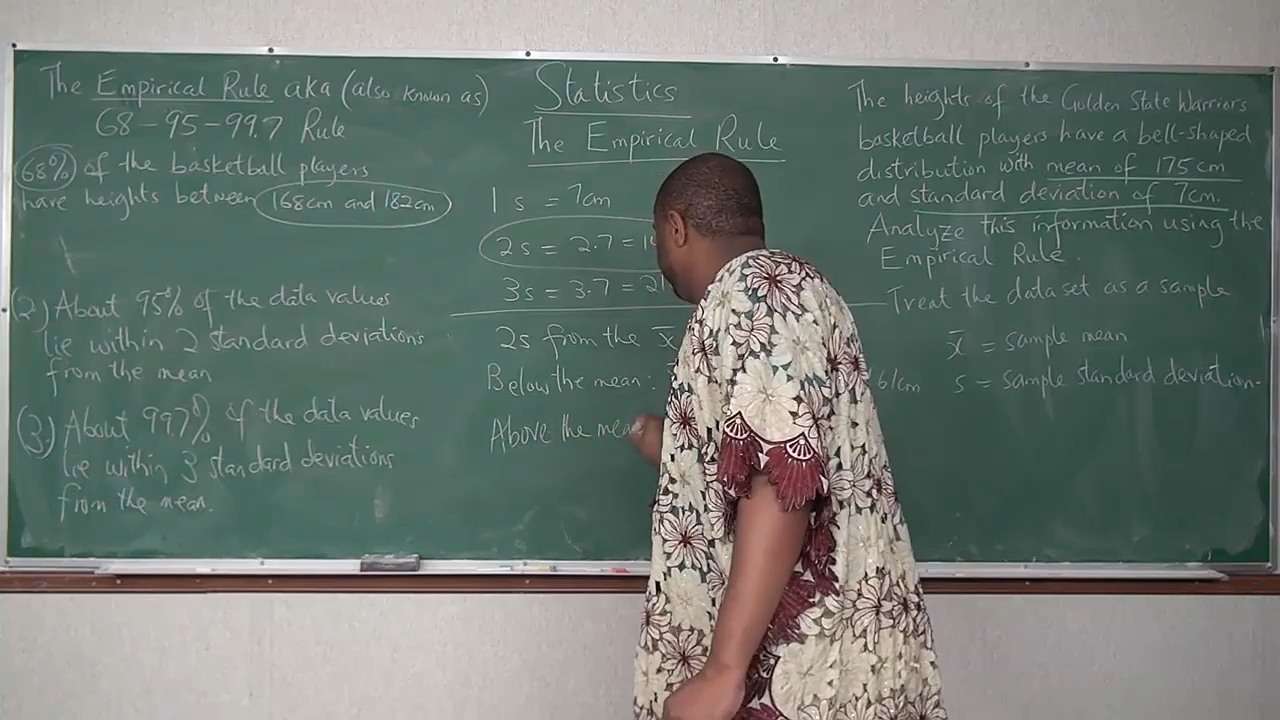 The Empirical Rule aka (also known as)
68-95-99.7 Rule
68% of the basketball players
have heights between 168cm and 182cm
(2.) About 95% of the data values
lie within 2 standard deviations
from the mean
(3.) About 99.7% of the data values
lie within 3 standard deviations
from the mean.
Statistics
The Empirical Rule
1 s = 7cm
2s = 2.7 = 1
3s = 3.7 = 2
2s from the x̄
Below the mean:
61cm
Above the mean
The heights of the Golden State Warriors
basketball players have a bell-shaped
distribution with mean of 175cm
and standard deviation of 7cm.
Analyze this information using the
Empirical Rule.
Treat the data set as a sample
x̄ = sample mean
s = sample standard deviation.